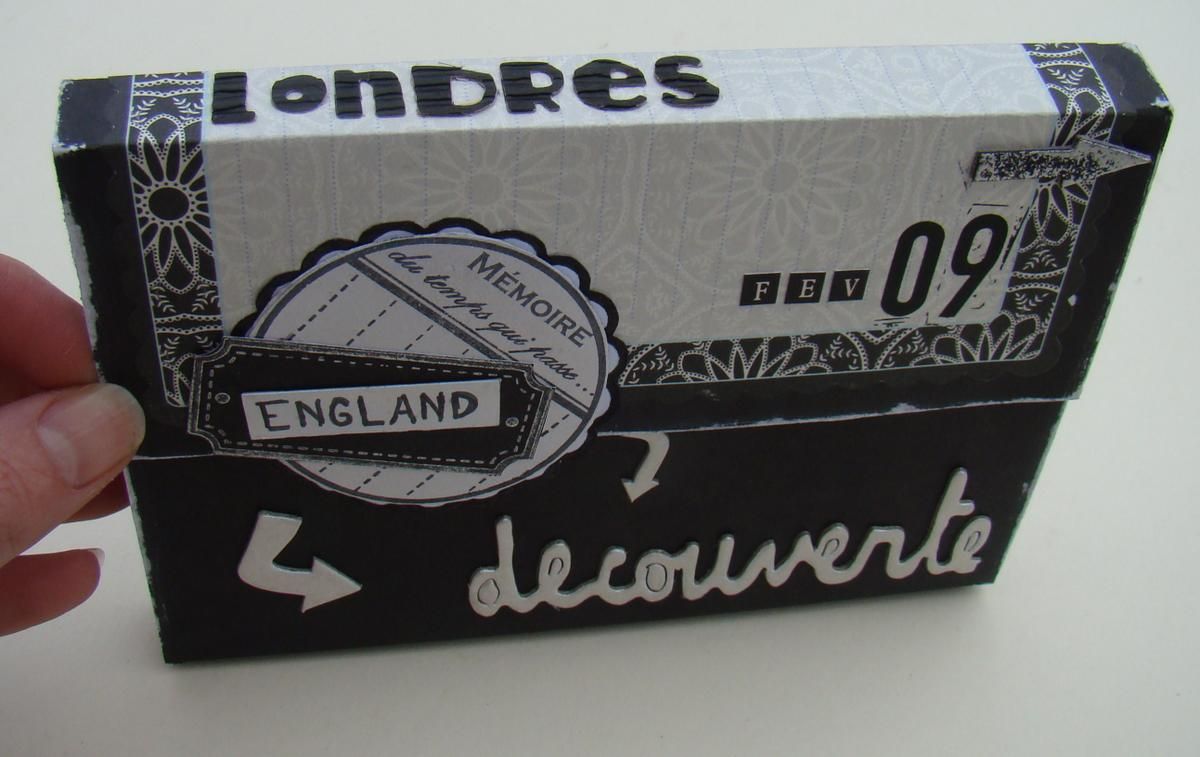 LonDRes
FEV 09
MÉMOIRE
du temps qui passe...
ENGLAND
decouverte